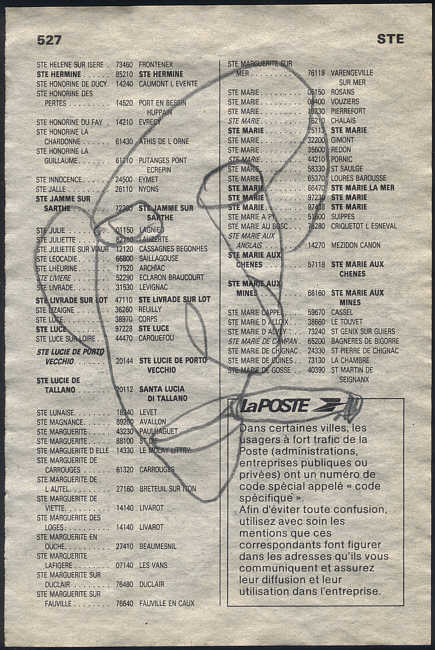 527
STE
STE HELENE SUR ISERE . 73460 FRONTENEX
STE HERMINE 85210 STE HERMINE
STE HONORINE DE DUCY. 14240 CAUMONT L EVENTE
STE HONORINE DES
PERTES 14520 PORT EN BESSIN
HUPPAIN
STE HONORINE DU FAY . 14210 EVRECY
STE HONORINE LA
CHARDONNE 61430 ATHIS DE L ORNE
STE HONORINE LA
GUILLAUME. 61210 PUTANGES PONT
ECREPIN
STE INNOCENCE. 24500 EYMET
STE JALLE 26110 NYONS
STE JAMME SUR
SARTHE 72380 STE JAMME SUR
SARTHE
STE JULIE 01150 LAGNIEU
STE JULIETTE LAUZERTE
STE JULIETTE SUR VIAUR 12120 CASSAGNES BEGONHES
STE LEOCADIE 66800 SAILLAGOUSE
STE LHEURINE 17520 ARCHIAC
STE LIVIERE 52290 ECLARON BRAUCOURT
STE LIVRADE. 31530 LEVIGNAC
STE LIVRADE SUR LOT 47110 STE LIVRADE SUR LOT
STE LIZAIGNE 36260 REUILLY
STE LUCE 38970 CORPS
STE LUCE 97228 STE LUCE
STE LUCE SUR LOIRE 44470 CARQUEFOU
STE LUCIE DE PORTO
VECCHIO 20144 STE LUCIE DE PORTO
VECCHIO
STE LUCIE DE
TALLANO 20112 SANTA LUCIA
DI TALLANO
STE LUNAISE 18340 LEVET
STE MAGNANCE 89200 AVALLON
STE MARGUERITE 43230 PAULHAGUET
STE MARGUERITE 88100 ST DIE
STE MARGUERITE D ELLE 14330 LE MOLAY LITTRY
STE MARGUERITE DE
CARROUGES 61320 CARROUGES
STE MARGUERITE DE
L AUTEL 27160 BRETEUIL SUR ITON
STE MARGUERITE DE
VIETTE 14140 LIVAROT
STE MARGUERITE DES
LOGES 14140 LIVAROT
STE MARGUERITE EN
OUCHE 27410 BEAUMESNIL
STE MARGUERITE
LAFIGERE 07140 LES VANS
STE MARGUERITE SUR
DUCLAIR 76480 DUCLAIR
STE MARGUERITE SUR
FAUVILLE 76640 FAUVILLE EN CAUX
STE MARGUERITE SUR
MER 76119 VARENGEVILLE
SUR MER
STE MARIE 05150 ROSANS
STE MARIE 08400 VOUZIERS
STE MARIE PIERREFORT
STE MARIE 16210 CHALAIS
STE MARIE 25113 STE MARIE
STE MARIE 32200 GIMONT
STE MARIE 35600 REDON
STE MARIE 44210 PORNIC
STE MARIE 58330 ST SAULGE
STE MARIE 65370 LOURES BAROUSSE
STE MARIE 66470 STE MARIE LA MER
STE MARIE 97230 STE MARIE
STE MARIE 97438 STE MARIE
STE MARIE A PY 51600 SUIPPES
STE MARIE AU BOSC 76280 CRIQUETOT L ESNEVAL
STE MARIE AUX
ANGLAIS 14270 MEZIDON CANON
STE MARIE AUX
CHENES 57118 STE MARIE AUX
CHENES
STE MARIE AUX
MINES 68160 STE MARIE AUX
MINES
STE MARIE CAPPEL 59670 CASSEL
STE MARIE D ALLOIX 38660 LE TOUVET
STE MARIE D ALVEY 73240 ST GENIX SUR GUIERS
STE MARIE DE CAMPAN 65200 BAGNERES DE BIGORRE
STE MARIE DE CHIGNAC 24330 ST PIERRE DE CHIGNAC
STE MARIE DE CUINES 73130 LA CHAMBRE
STE MARIE DE GOSSE 40390 ST MARTIN DE
SEIGNANX
LA POSTE
Dans certaines villes, les
usagers à fort trafic de la
Poste (administrations,
entreprises publiques ou
privées) ont un numéro de
code spécial appelé « code
spécifique ».
Afin d'éviter toute confusion,
utilisez avec soin les
mentions que ces
correspondants font figurer
dans les adresses qu'ils vous
communiquent et assurez
leur diffusion et leur
utilisation dans l'entreprise.